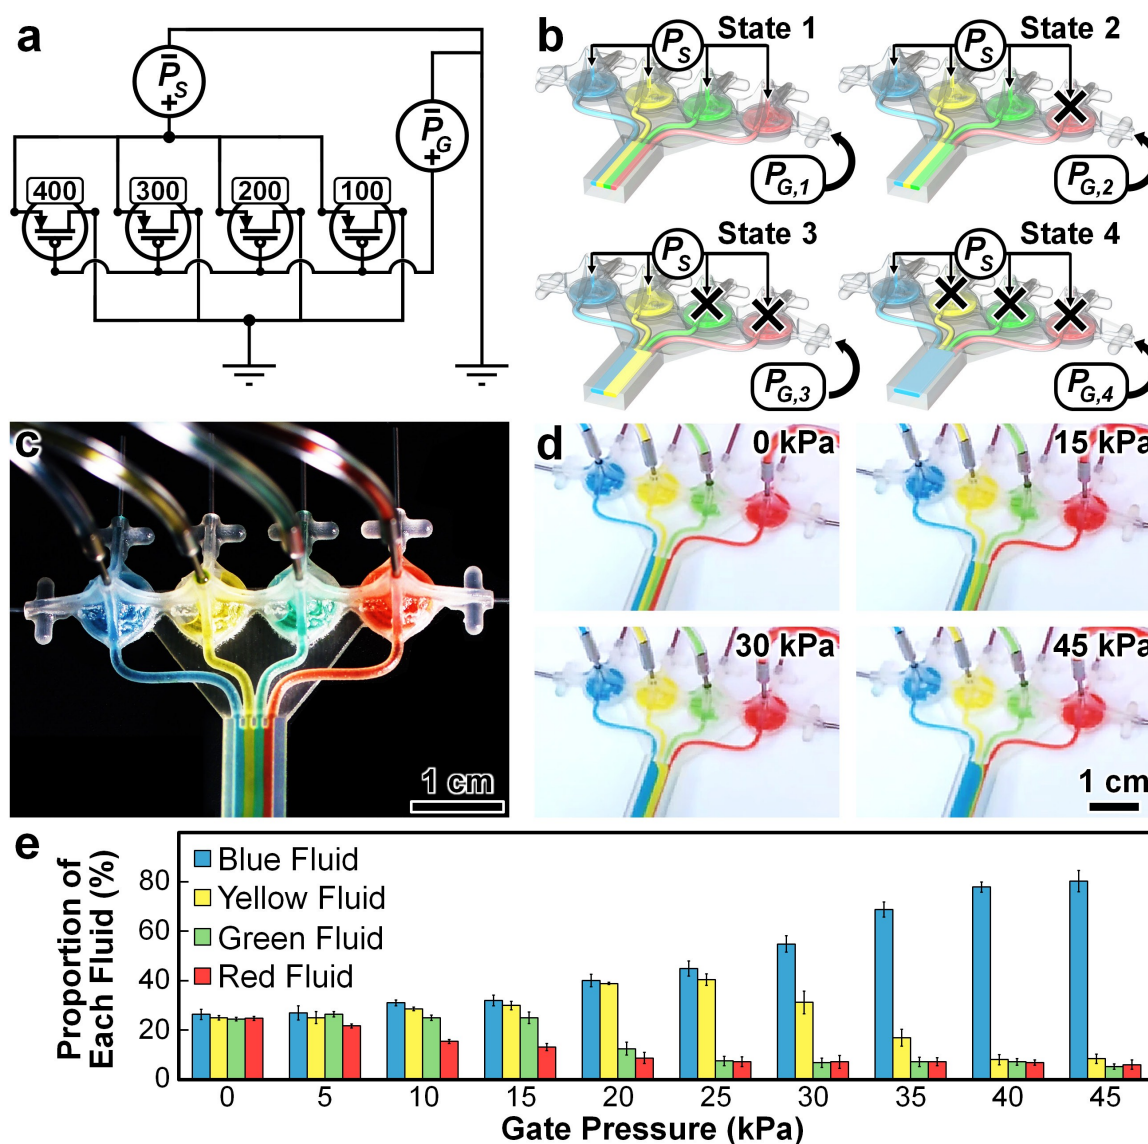 a
P̄S
+
P̄G
+
400 300 200 100
b
PS State 1
PG,1
PS State 2
PG,2
PS State 3
PG,3
PS State 4
PG,4
c
1 cm
d
0 kPa
15 kPa
30 kPa
45 kPa
1 cm
e
Proportion of
Each Fluid (%)
80
60
40
20
0
Blue Fluid
Yellow Fluid
Green Fluid
Red Fluid
0 5 10 15 20 25 30 35 40 45
Gate Pressure (kPa)